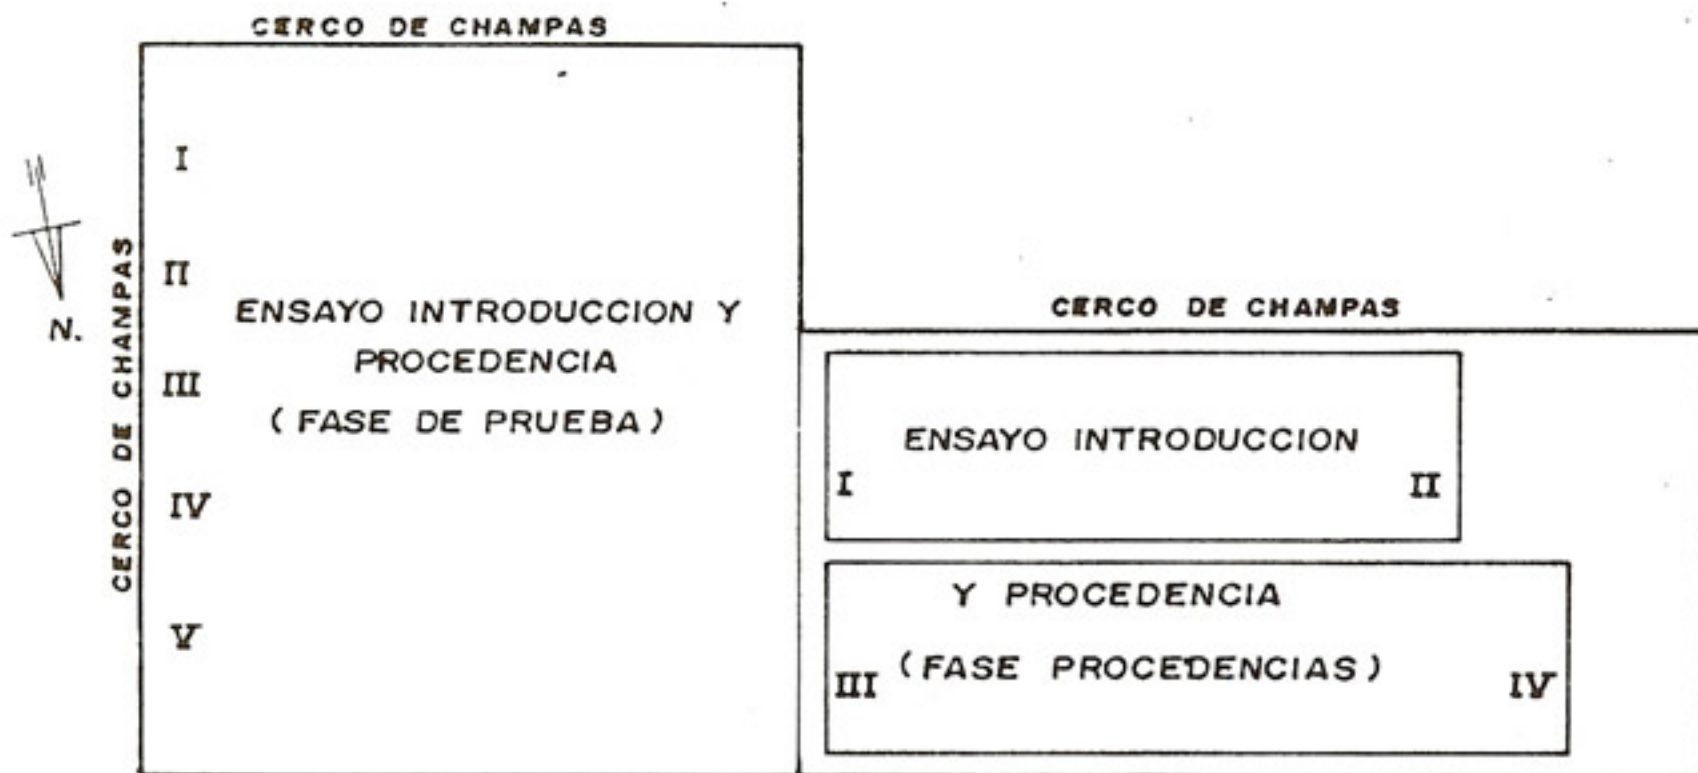 CERCO DE CHAMPAS
I
II
III
IV
V
N.
CERCO DE CHAMPAS
ENSAYO INTRODUCCION Y
PROCEDENCIA
(FASE DE PRUEBA)
CERCO DE CHAMPAS
ENSAYO INTRODUCCION
I
II
Y PROCEDENCIA
(FASE PROCEDENCIAS)
III
IV